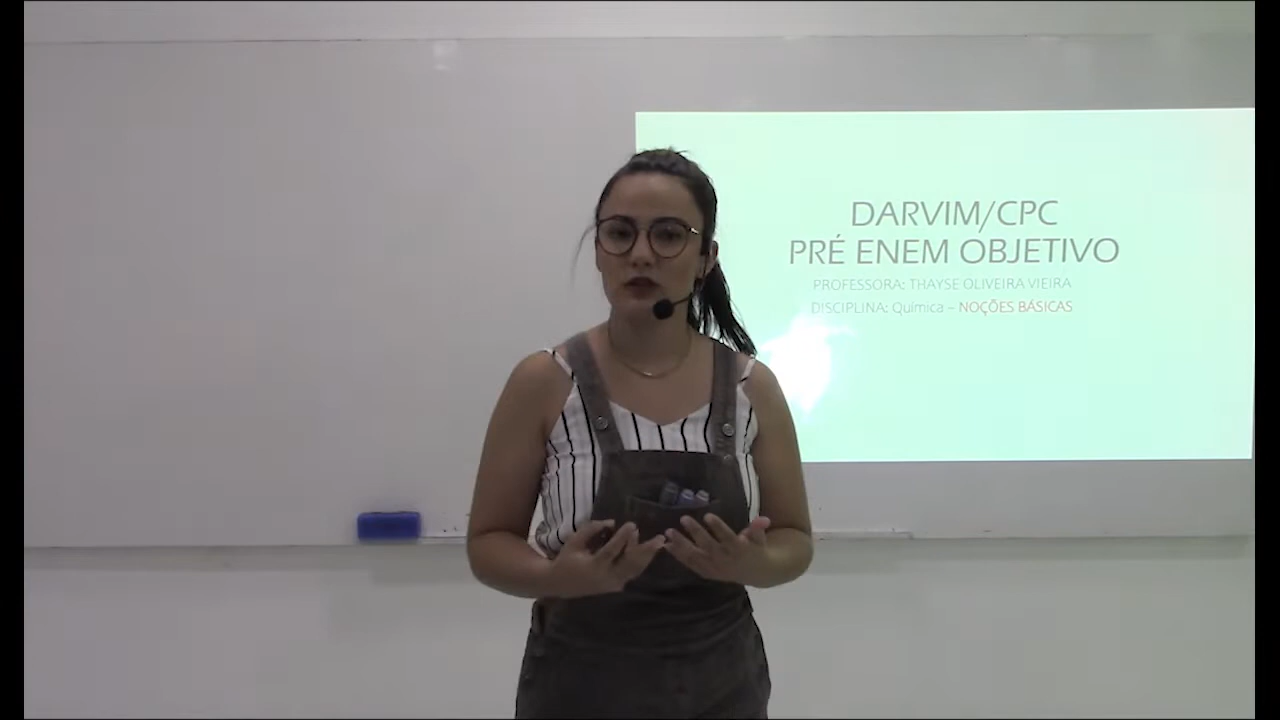 DARVIM/CPC
PRÉ ENEM OBJETIVO
PROFESSORA: THAYSE OLIVEIRA VIEIRA
DISCIPLINA: Química – NOÇÕES BÁSICAS